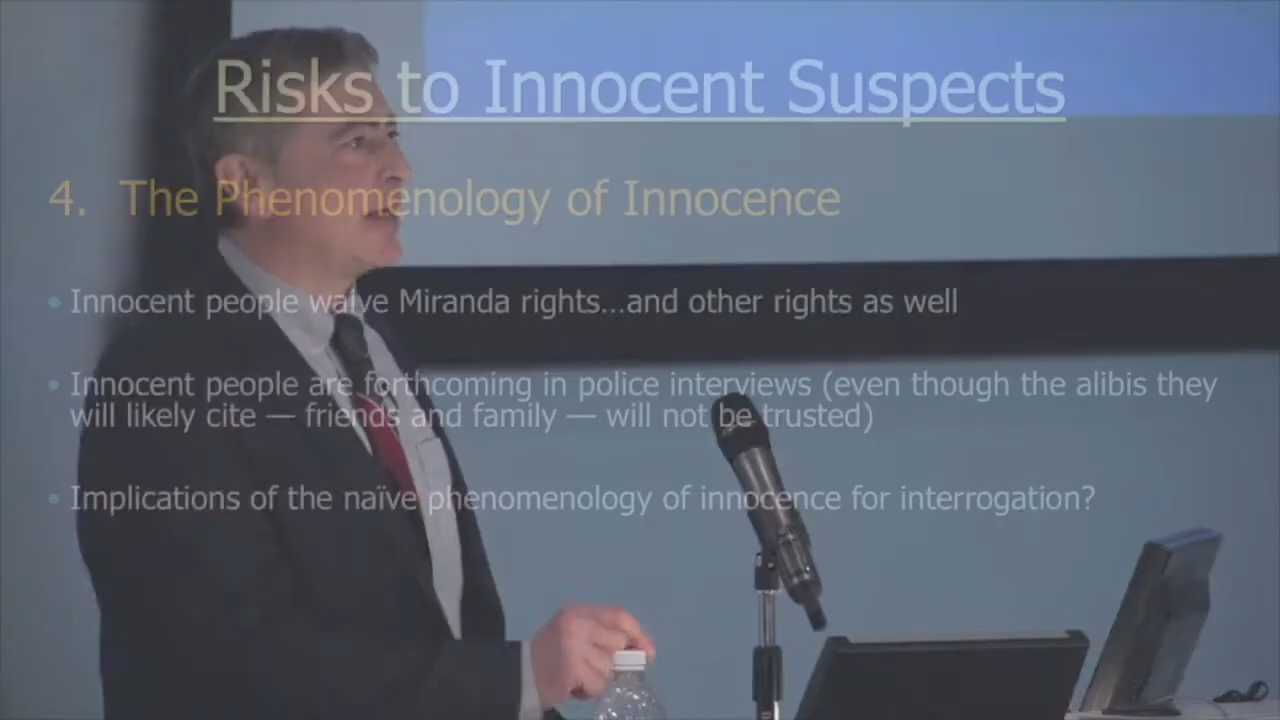 Risks to Innocent Suspects
4. The Phenomenology of Innocence
• Innocent people waive Miranda rights...and other rights as well
• Innocent people are forthcoming in police interviews (even though the alibis they
will likely cite — friends and family — will not be trusted)
• Implications of the naïve phenomenology of innocence for interrogation?